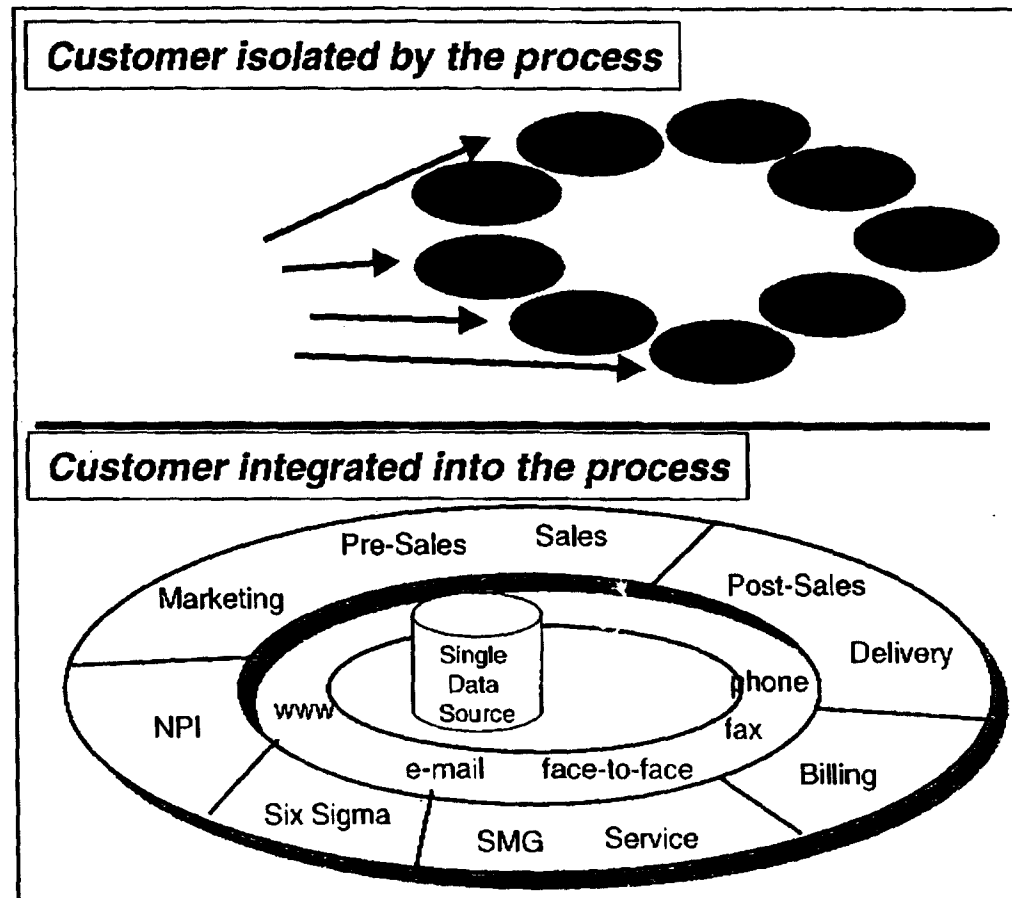 Customer isolated by the process
Customer integrated into the process
Pre-Sales Sales
Marketing
Post-Sales
Delivery
Single
Data
Source
phone
www
NPI
fax
e-mail face-to-face
Billing
Six Sigma
SMG Service